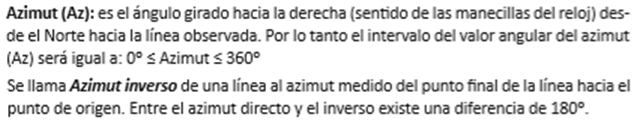 Azimut (Az): es el ángulo girado hacia la derecha (sentido de las manecillas del reloj) des-
de el Norte hacia la línea observada. Por lo tanto el intervalo del valor angular del azimut
(Az) será igual a: 0º ≤ Azimut ≤ 360º
Se llama Azimut inverso de una línea al azimut medido del punto final de la línea hacia el
punto de origen. Entre el azimut directo y el inverso existe una diferencia de 180º.